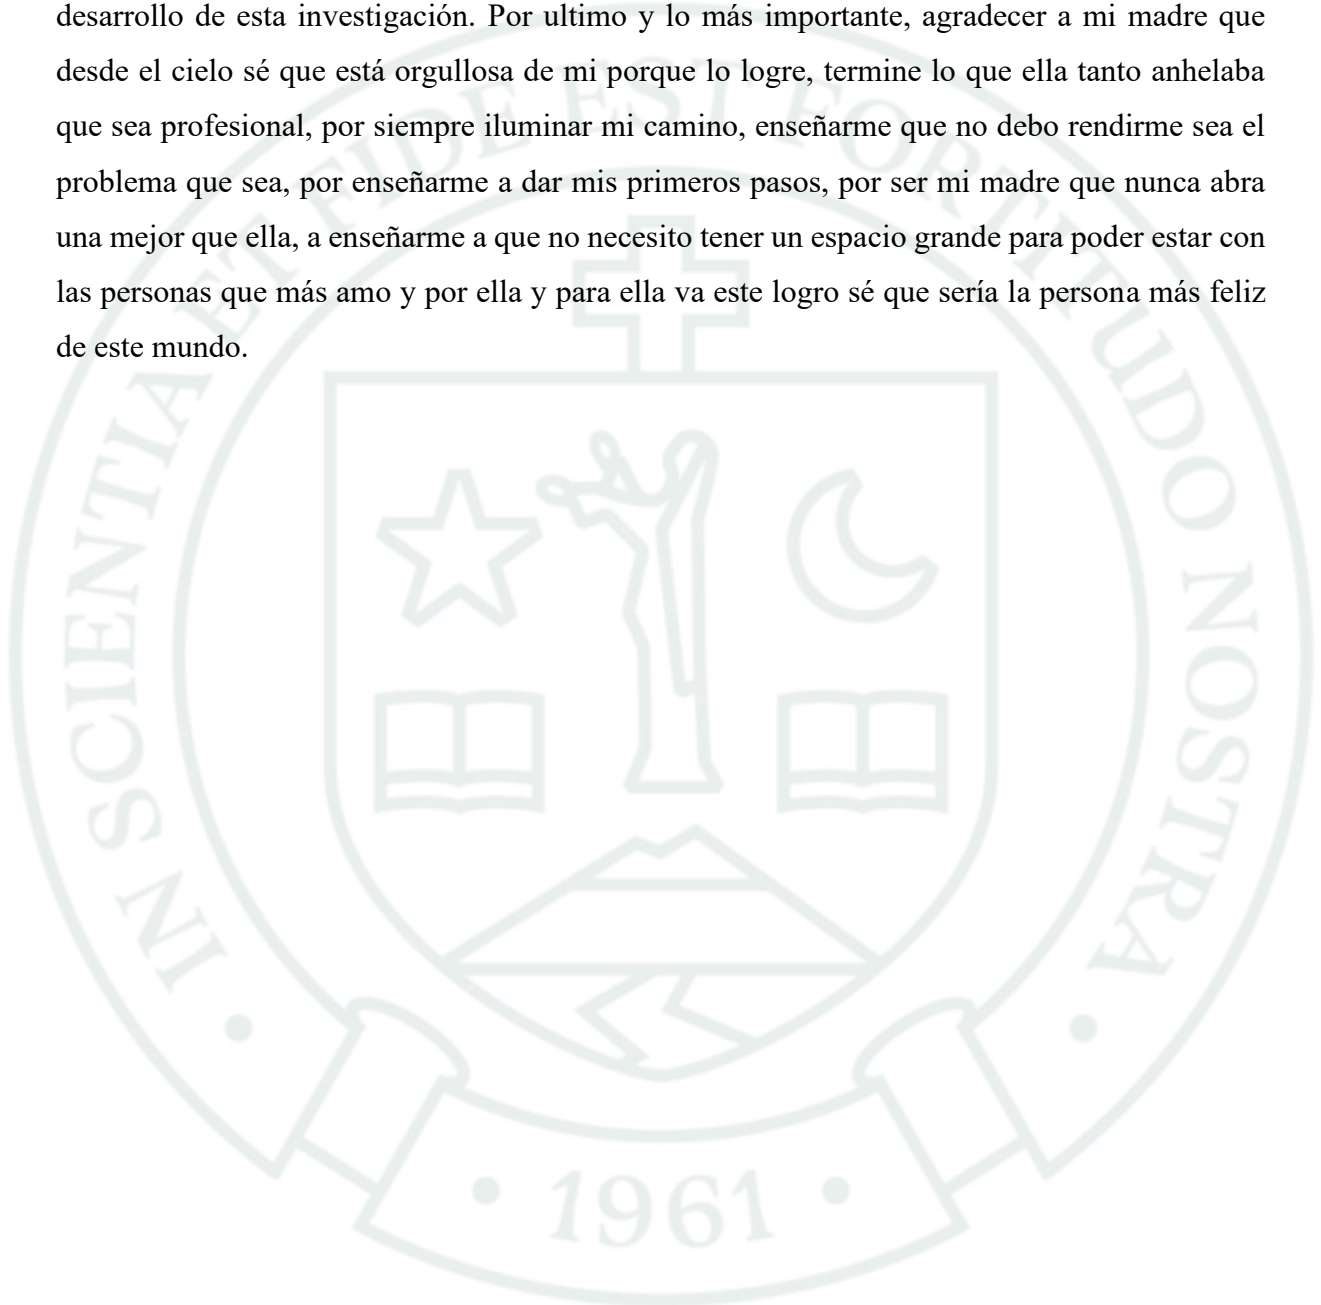 desarrollo de esta investigación. Por ultimo y lo más importante, agradecer a mi madre que
desde el cielo sé que está orgullosa de mi porque lo logre, termine lo que ella tanto anhelaba
que sea profesional, por siempre iluminar mi camino, enseñarme que no debo rendirme sea el
problema que sea, por enseñarme a dar mis primeros pasos, por ser mi madre que nunca abra
una mejor que ella, a enseñarme a que no necesito tener un espacio grande para poder estar con
las personas que más amo y por ella y para ella va este logro sé que sería la persona más feliz
de este mundo.
IN SCIENTIA ET FIDE EST FORTITUDO NOSTRA
• 1961 •